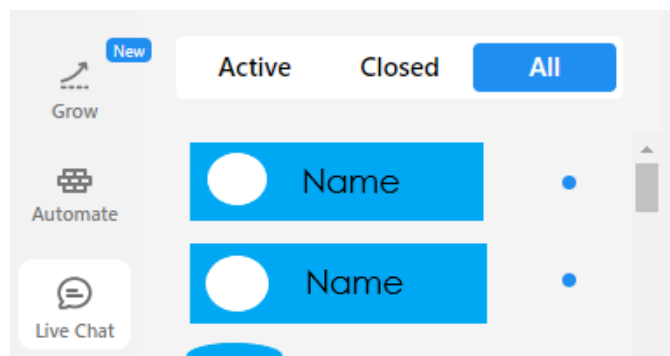 New
Grow
Automate
Live Chat
Active Closed All
Name
Name